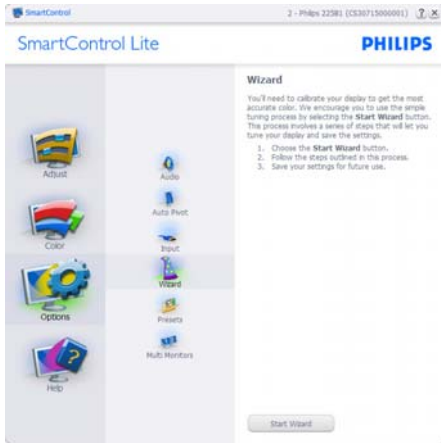 SmartControl
2 - Philips 225B1 (CS30715000001)
? X
SmartControl Lite
PHILIPS
Adjust
Color
Options
Help
Audio
Auto Pivot
Input
Wizard
Presets
Multi Monitors
Wizard
You'll need to calibrate your display to get the most
accurate color. We encourage you to use the simple
tuning process by selecting the Start Wizard button.
This process involves a series of steps that will let you
tune your display and save the settings.
1. Choose the Start Wizard button.
2. Follow the steps outlined in this process.
3. Save your settings for future use.
Start Wizard